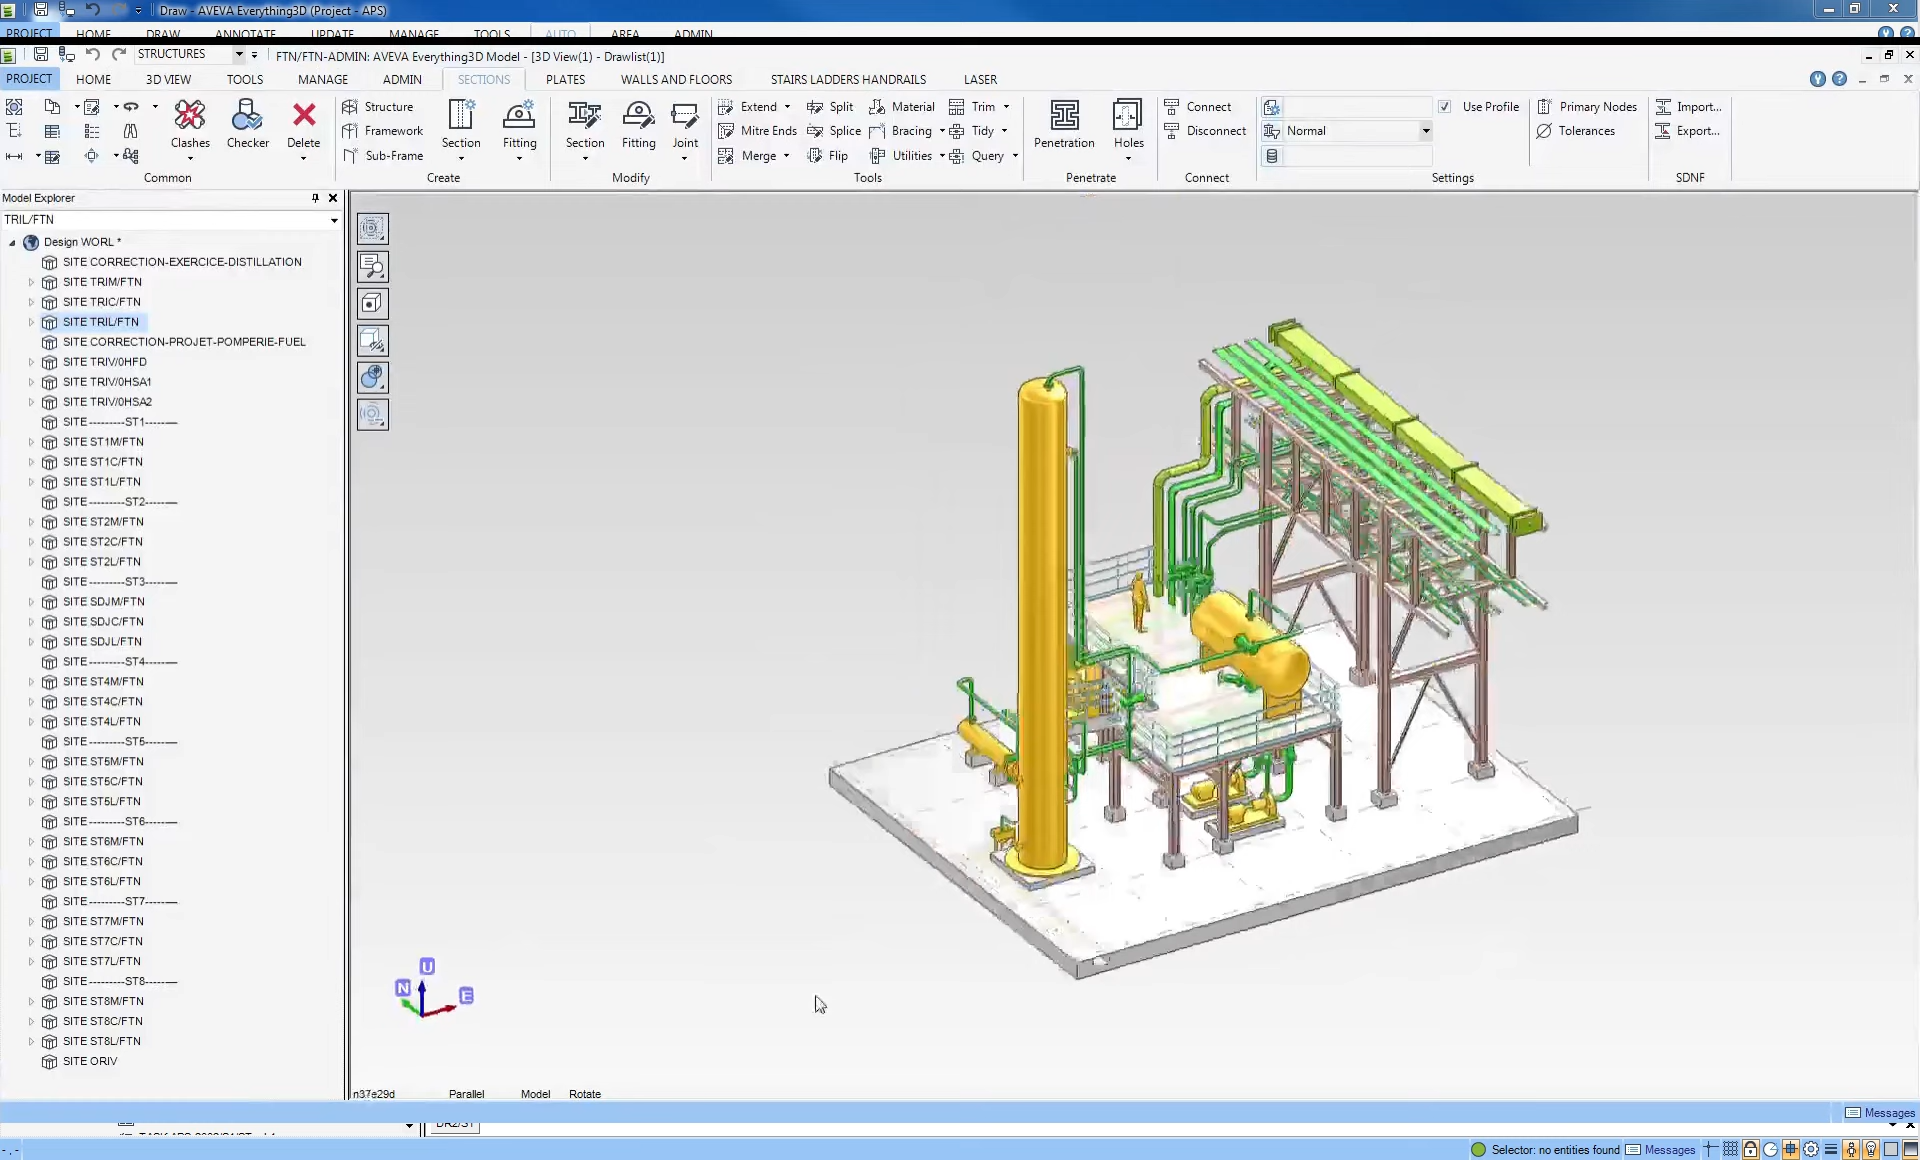 Draw - AVEVA Everything3D (Project - APS)
PROJECT HOME DRAW ANNOTATE UPDATE MANAGE TOOLS AUTO AREA ADMIN
STRUCTURES FTN/FTN-ADMIN: AVEVA Everything3D Model - [3D View(1) - Drawlist(1)]
PROJECT HOME 3D VIEW TOOLS MANAGE ADMIN SECTIONS PLATES WALLS AND FLOORS STAIRS LADDERS HANDRAILS LASER
Structure Extend Split Material Trim Connect Use Profile Primary Nodes Import...
Framework Mitre Ends Splice Bracing Tidy Disconnect Normal Tolerances Export...
Clashes Checker Delete Section Fitting Section Fitting Joint Penetration Holes
Sub-Frame Merge Flip Utilities Query
Common Create Modify Tools Penetrate Connect Settings SDNF
Model Explorer
TRIL/FTN
Design WORL *
SITE CORRECTION-EXERCICE-DISTILLATION
SITE TRIM/FTN
SITE TRIC/FTN
SITE TRIL/FTN
SITE CORRECTION-PROJET-POMPERIE-FUEL
SITE TRIV/0HFD
SITE TRIV/0HSA1
SITE TRIV/0HSA2
SITE ---------ST1---------
SITE ST1M/FTN
SITE ST1C/FTN
SITE ST1L/FTN
SITE ---------ST2---------
SITE ST2M/FTN
SITE ST2C/FTN
SITE ST2L/FTN
SITE ---------ST3---------
SITE SDJM/FTN
SITE SDJC/FTN
SITE SDJL/FTN
SITE ---------ST4---------
SITE ST4M/FTN
SITE ST4C/FTN
SITE ST4L/FTN
SITE ---------ST5---------
SITE ST5M/FTN
SITE ST5C/FTN
SITE ST5L/FTN
SITE ---------ST6---------
SITE ST6M/FTN
SITE ST6C/FTN
SITE ST6L/FTN
SITE ---------ST7---------
SITE ST7M/FTN
SITE ST7C/FTN
SITE ST7L/FTN
SITE ---------ST8---------
SITE ST8M/FTN
SITE ST8C/FTN
SITE ST8L/FTN
SITE ORIV
U
N E
n37e29d Parallel Model Rotate
Messages
Selector: no entities found Messages